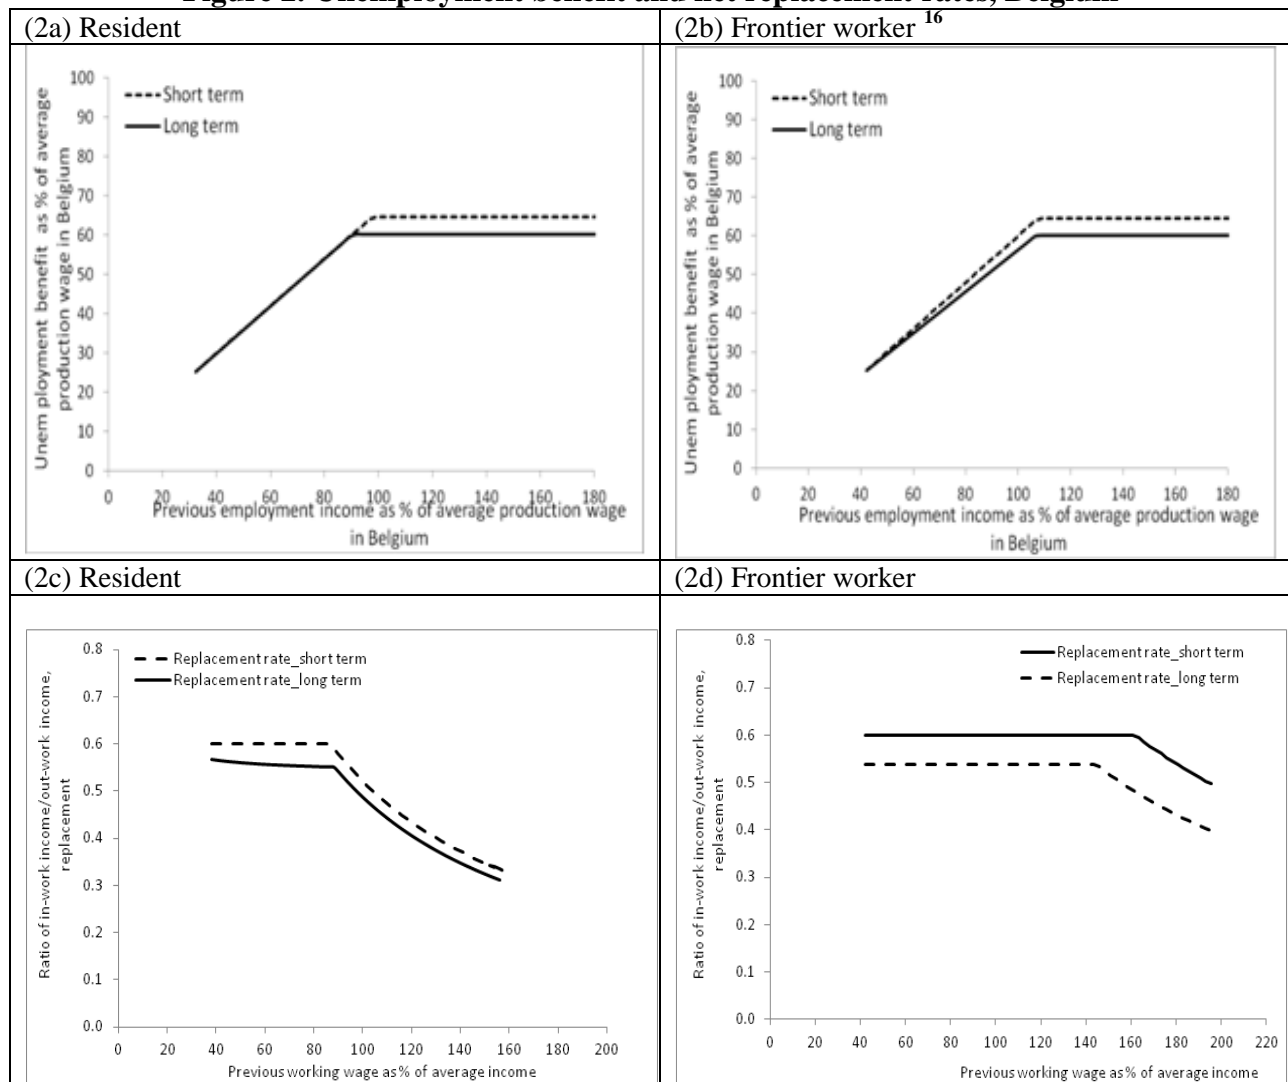 Figure 2: Unemployment benefit and net replacement rates, Belgium
(2a) Resident
(2b) Frontier worker 16
100
90
80
70
60
50
40
30
20
10
0
Unem ployment benefit as % of average
production wage in Belgium
Short term
Long term
0 20 40 60 80 100 120 140 160 180
Previous employment income as % of average production wage
in Belgium
100
90
80
70
60
50
40
30
20
10
0
Unem ployment benefit as % of average
production wage in Belgium
Short term
Long term
0 20 40 60 80 100 120 140 160 180
Previous employment income as % of average production wage
in Belgium
(2c) Resident
(2d) Frontier worker
0.8
0.7
0.6
0.5
0.4
0.3
0.2
0.1
0.0
Ratio of in-work income/out-work income,
replacement
Replacement rate_short term
Replacement rate_long term
0 20 40 60 80 100 120 140 160 180 200
Previous working wage as % of average income
0.8
0.7
0.6
0.5
0.4
0.3
0.2
0.1
0.0
Ratio of in-work income/out-work income,
replacement
Replacement rate_short term
Replacement rate_long term
0 20 40 60 80 100 120 140 160 180 200 220
Previous working wage as % of average income